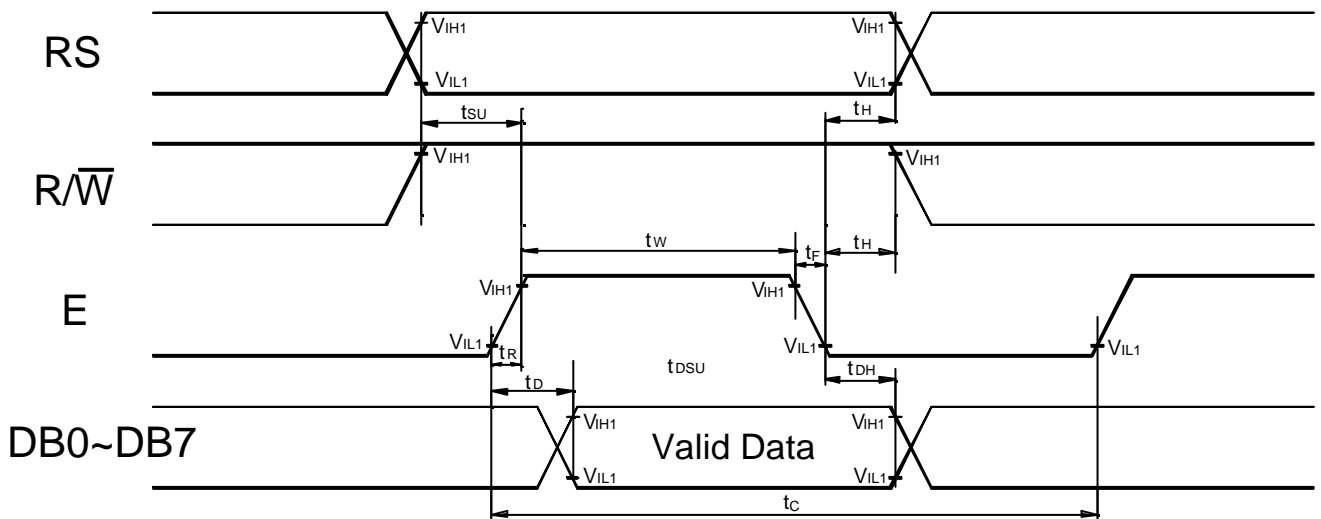 VIH1 VIH1
RS
VIL1 VIL1
tSU tH
VIH1 VIH1
R/W̅
tW tF tH
VIH1 VIH1
E
VIL1 VIL1 VIL1
tR tDSU tDH
tD
VIH1 VIH1
DB0~DB7 Valid Data
VIL1 VIL1
tC